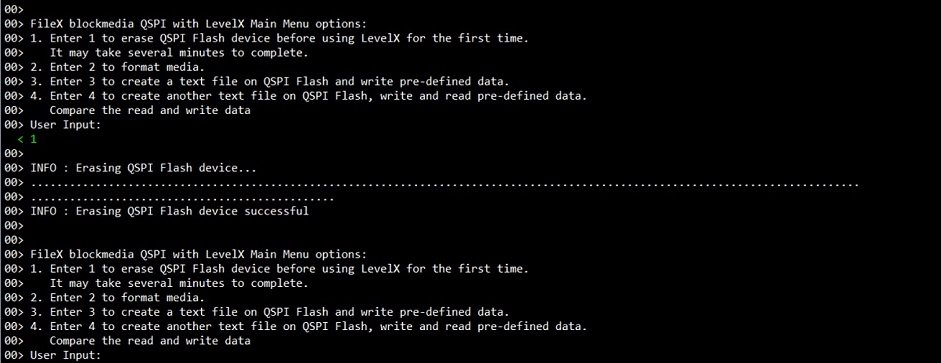 00>
00> FileX blockmedia QSPI with LevelX Main Menu options:
00> 1. Enter 1 to erase QSPI Flash device before using LevelX for the first time.
00>    It may take several minutes to complete.
00> 2. Enter 2 to format media.
00> 3. Enter 3 to create a text file on QSPI Flash and write pre-defined data.
00> 4. Enter 4 to create another text file on QSPI Flash, write and read pre-defined data.
00>    Compare the read and write data
00> User Input:
< 1
00>
00> INFO : Erasing QSPI Flash device...
00> ................................................................................................................................
00> ...............................................
00> INFO : Erasing QSPI Flash device successful
00>
00>
00> FileX blockmedia QSPI with LevelX Main Menu options:
00> 1. Enter 1 to erase QSPI Flash device before using LevelX for the first time.
00>    It may take several minutes to complete.
00> 2. Enter 2 to format media.
00> 3. Enter 3 to create a text file on QSPI Flash and write pre-defined data.
00> 4. Enter 4 to create another text file on QSPI Flash, write and read pre-defined data.
00>    Compare the read and write data
00> User Input: